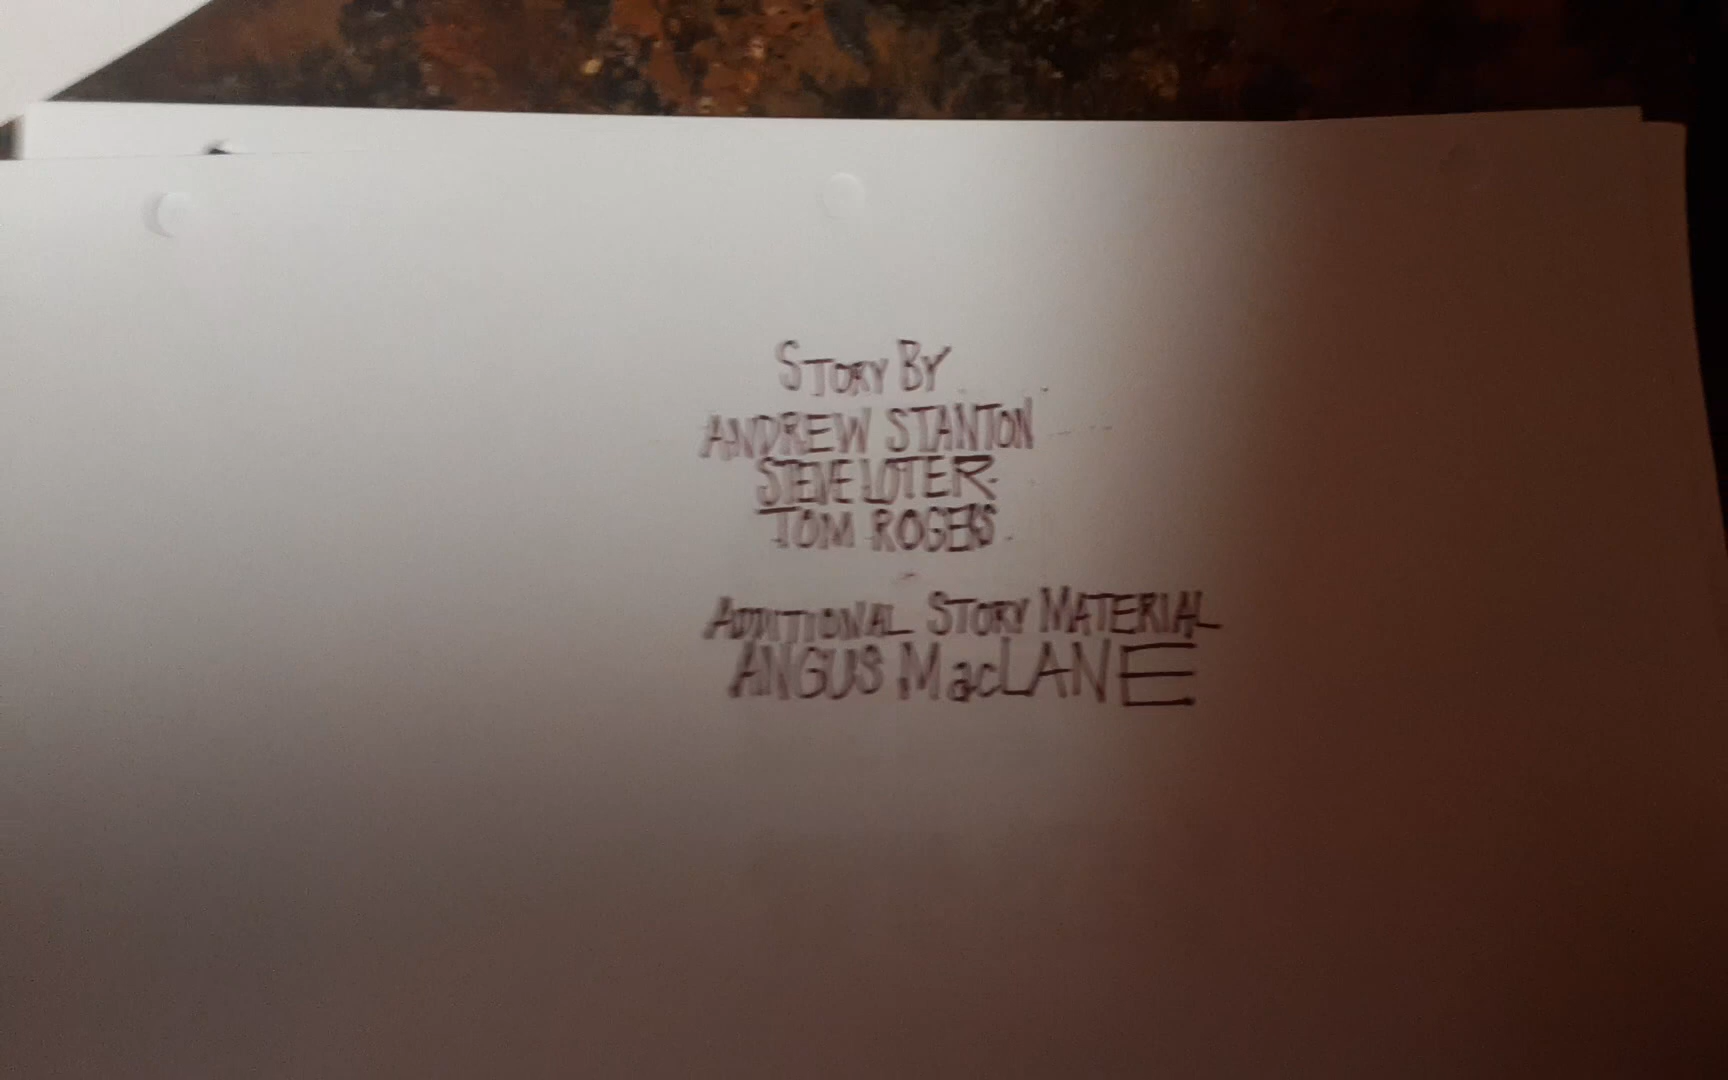 STORY BY
ANDREW STANTON
STEVE LOTER
TOM ROGERS
ADDITIONAL STORY MATERIAL
ANGUS MacLANE